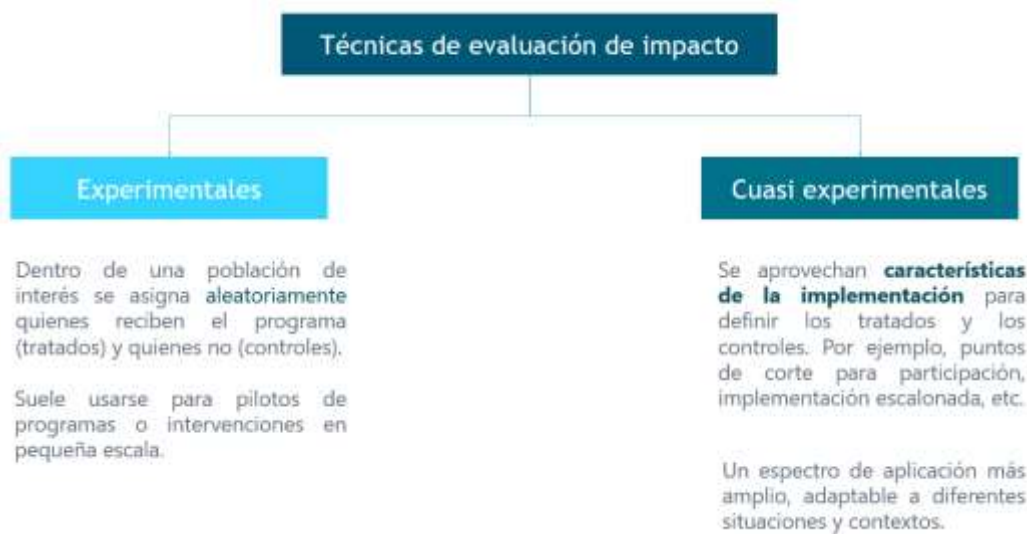 Técnicas de evaluación de impacto
Experimentales
Dentro de una población de
interés se asigna aleatoriamente
quienes reciben el programa
(tratados) y quienes no (controles).
Suele usarse para pilotos de
programas o intervenciones en
pequeña escala.
Cuasi experimentales
Se aprovechan características
de la implementación para
definir los tratados y los
controles. Por ejemplo, puntos
de corte para participación,
implementación escalonada, etc.
Un espectro de aplicación más
amplio, adaptable a diferentes
situaciones y contextos.